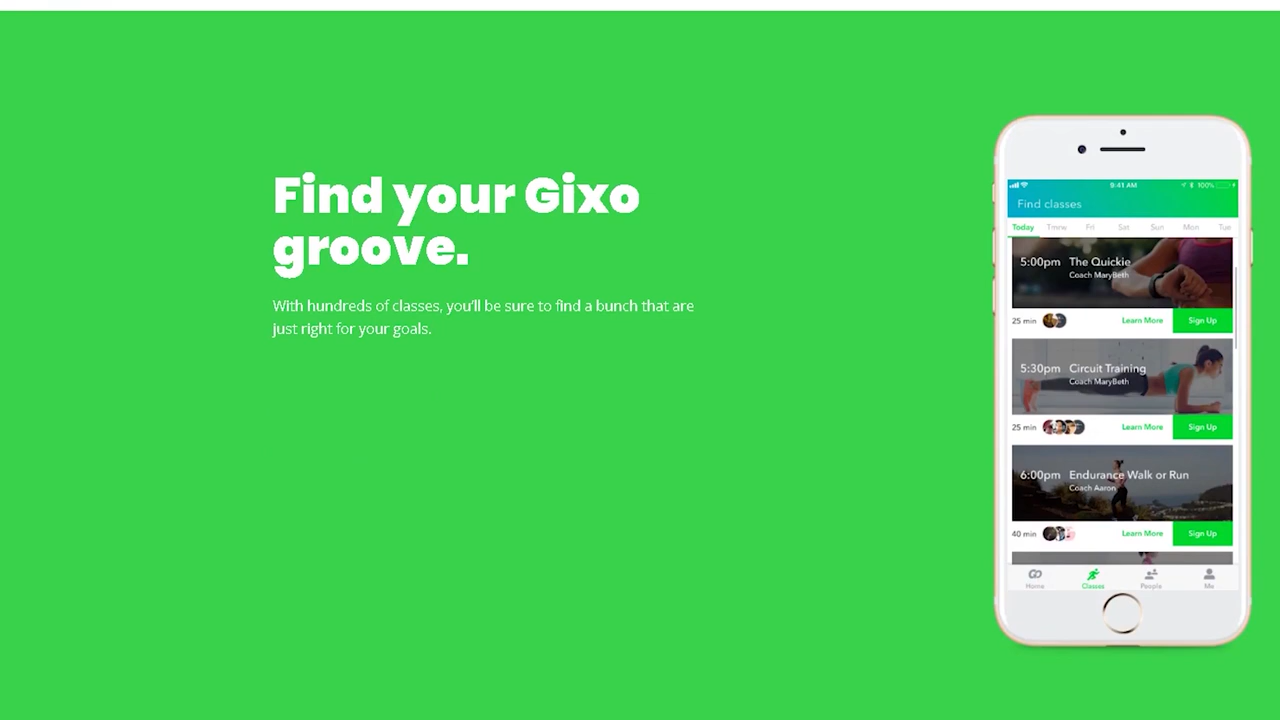 Find your Gixo
groove.
With hundreds of classes, you'll be sure to find a bunch that are
just right for your goals.
9:41 AM 100%
Find classes
Today Tmrw Fri Sat Sun Mon Tue
5:00pm The Quickie
Coach MaryBeth
25 min Learn More Sign Up
5:30pm Circuit Training
Coach MaryBeth
25 min Learn More Sign Up
6:00pm Endurance Walk or Run
Coach Aaron
40 min Learn More Sign Up
Home Classes People Me